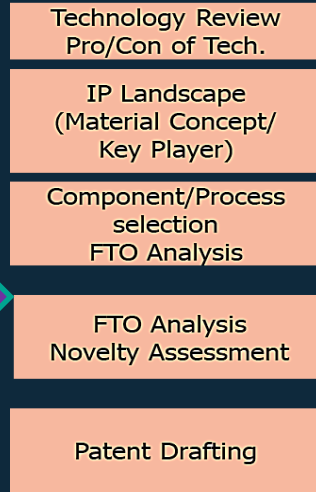 Technology Review
Pro/Con of Tech.
IP Landscape
(Material Concept/
Key Player)
Component/Process
selection
FTO Analysis
FTO Analysis
Novelty Assessment
Patent Drafting